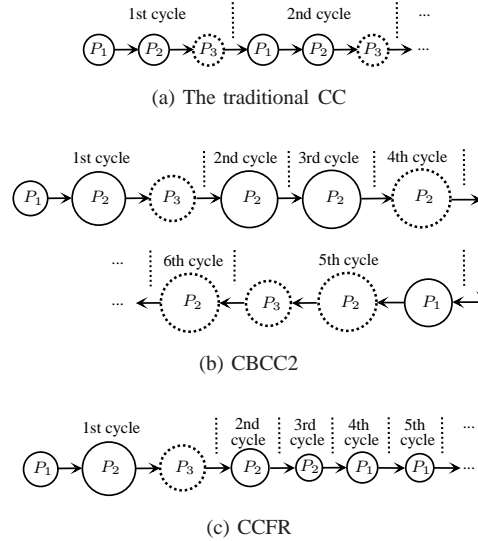 1st cycle 2nd cycle ...
P1 P2 P3 P1 P2 P3 ...
(a) The traditional CC
1st cycle 2nd cycle 3rd cycle 4th cycle
P1 P2 P3 P2 P2 P2
... 6th cycle 5th cycle
... P2 P3 P2 P1
(b) CBCC2
1st cycle 2nd cycle 3rd cycle 4th cycle 5th cycle ...
P1 P2 P3 P2 P2 P1 P1 ...
(c) CCFR